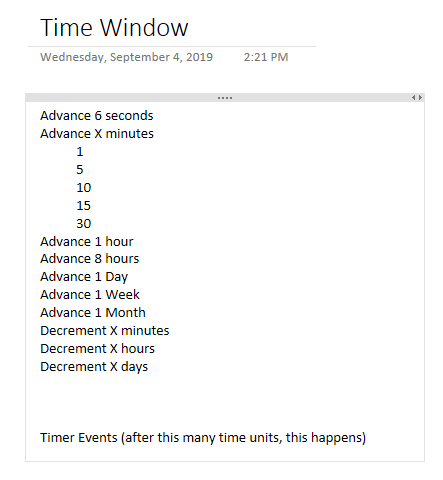 Time Window
Wednesday, September 4, 2019 2:21 PM
Advance 6 seconds
Advance X minutes
1
5
10
15
30
Advance 1 hour
Advance 8 hours
Advance 1 Day
Advance 1 Week
Advance 1 Month
Decrement X minutes
Decrement X hours
Decrement X days
Timer Events (after this many time units, this happens)